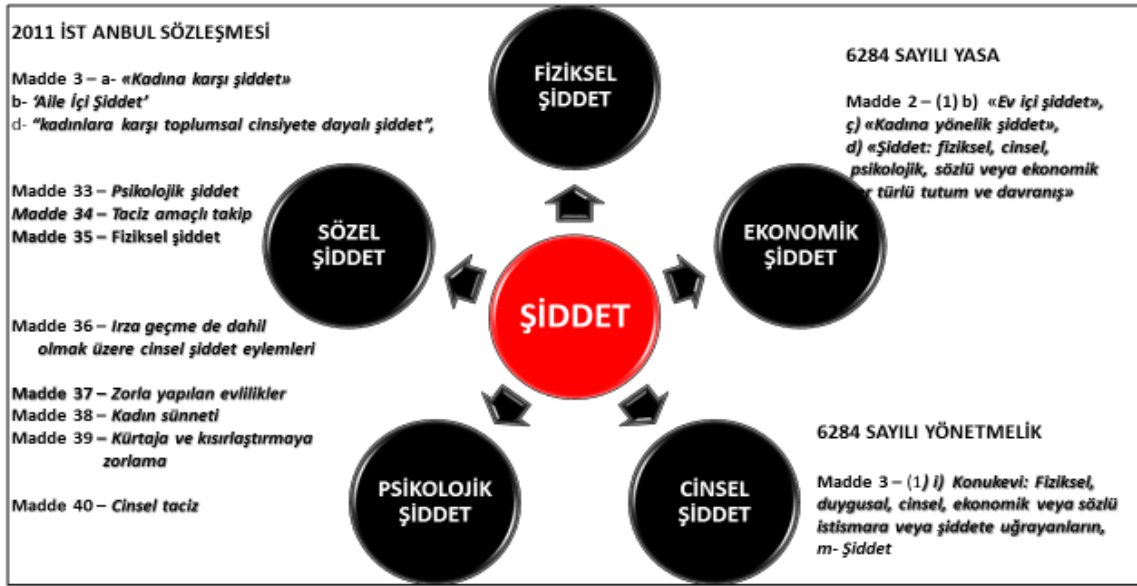 2011 İST ANBUL SÖZLEŞMESİ
Madde 3 – a- «Kadına karşı şiddet»
b- ‘Aile İçi Şiddet’
d- “kadınlara karşı toplumsal cinsiyete dayalı şiddet”,
Madde 33 – Psikolojik şiddet
Madde 34 – Taciz amaçlı takip
Madde 35 – Fiziksel şiddet
Madde 36 – Irza geçme de dahil
olmak üzere cinsel şiddet eylemleri
Madde 37 – Zorla yapılan evlilikler
Madde 38 – Kadın sünneti
Madde 39 – Kürtaja ve kısırlaştırmaya
zorlama
Madde 40 – Cinsel taciz
FİZİKSEL
ŞİDDET
SÖZEL
ŞİDDET
ŞİDDET
EKONOMİK
ŞİDDET
PSİKOLOJİK
ŞİDDET
CİNSEL
ŞİDDET
6284 SAYILI YASA
Madde 2 – (1) b) «Ev içi şiddet»,
ç) «Kadına yönelik şiddet»,
d) «Şiddet: fiziksel, cinsel,
psikolojik, sözlü veya ekonomik
türlü tutum ve davranış»
6284 SAYILI YÖNETMELİK
Madde 3 – (1) i) Konukevi: Fiziksel,
duygusal, cinsel, ekonomik veya sözlü
istismara veya şiddete uğrayanların,
m- Şiddet